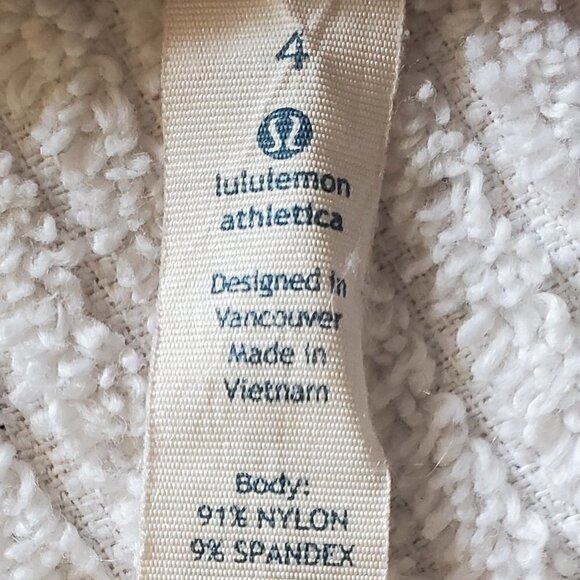 4
lululemon
athletica
Designed in
Vancouver
Made in
Vietnam
Body:
91% NYLON
9% SPANDEX